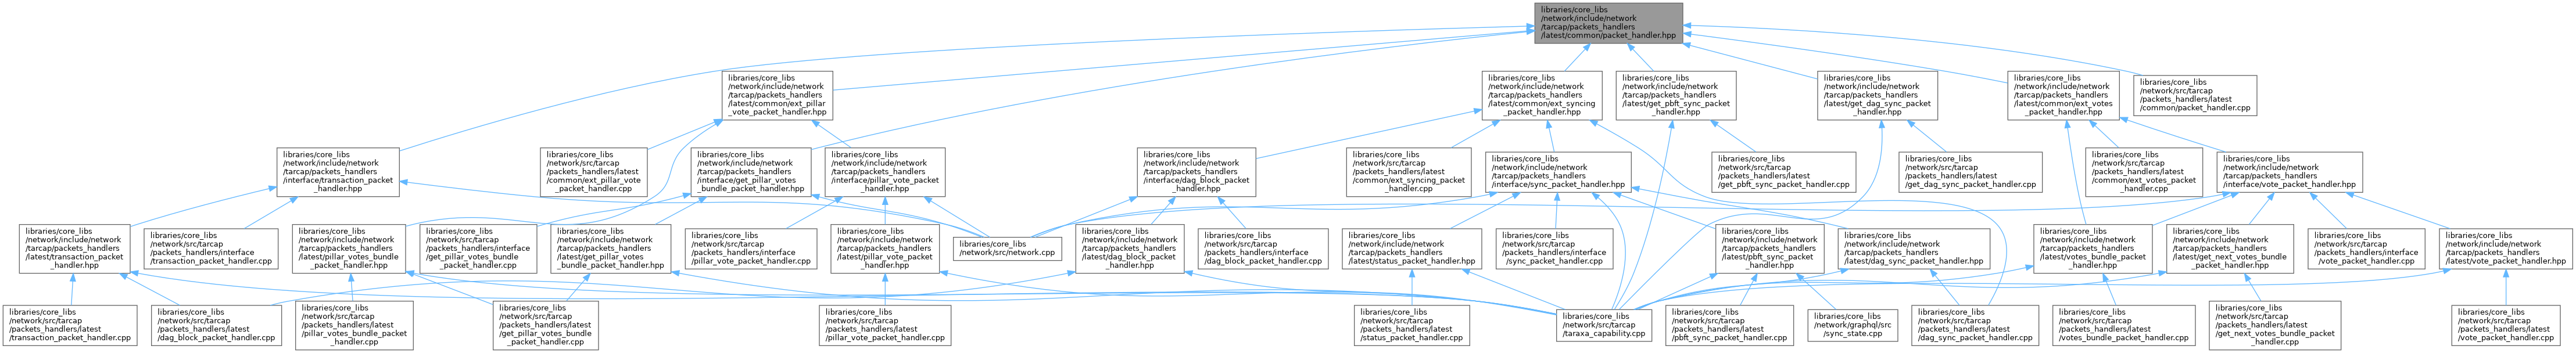 libraries/core_libs
/network/include/network
/tarcap/packets_handlers
/latest/common/packet_handler.hpp
libraries/core_libs
/network/include/network
/tarcap/packets_handlers
/latest/common/ext_pillar
_vote_packet_handler.hpp
libraries/core_libs
/network/include/network
/tarcap/packets_handlers
/latest/common/ext_syncing
_packet_handler.hpp
libraries/core_libs
/network/include/network
/tarcap/packets_handlers
/latest/get_pbft_sync_packet
_handler.hpp
libraries/core_libs
/network/include/network
/tarcap/packets_handlers
/latest/get_dag_sync_packet
_handler.hpp
libraries/core_libs
/network/include/network
/tarcap/packets_handlers
/latest/common/ext_votes
_packet_handler.hpp
libraries/core_libs
/network/src/tarcap
/packets_handlers/latest
/common/packet_handler.cpp
libraries/core_libs
/network/include/network
/tarcap/packets_handlers
/interface/transaction_packet
_handler.hpp
libraries/core_libs
/network/src/tarcap
/packets_handlers/latest
/common/ext_pillar_vote
_packet_handler.cpp
libraries/core_libs
/network/include/network
/tarcap/packets_handlers
/interface/get_pillar_votes
_bundle_packet_handler.hpp
libraries/core_libs
/network/include/network
/tarcap/packets_handlers
/interface/pillar_vote_packet
_handler.hpp
libraries/core_libs
/network/include/network
/tarcap/packets_handlers
/interface/dag_block_packet
_handler.hpp
libraries/core_libs
/network/src/tarcap
/packets_handlers/latest
/common/ext_syncing_packet
_handler.cpp
libraries/core_libs
/network/include/network
/tarcap/packets_handlers
/interface/sync_packet_handler.hpp
libraries/core_libs
/network/src/tarcap
/packets_handlers/latest
/get_pbft_sync_packet_handler.cpp
libraries/core_libs
/network/src/tarcap
/packets_handlers/latest
/get_dag_sync_packet_handler.cpp
libraries/core_libs
/network/src/tarcap
/packets_handlers/latest
/common/ext_votes_packet
_handler.cpp
libraries/core_libs
/network/include/network
/tarcap/packets_handlers
/interface/vote_packet_handler.hpp
libraries/core_libs
/network/include/network
/tarcap/packets_handlers
/latest/transaction_packet
_handler.hpp
libraries/core_libs
/network/src/tarcap
/packets_handlers/interface
/transaction_packet_handler.cpp
libraries/core_libs
/network/include/network
/tarcap/packets_handlers
/latest/pillar_votes_bundle
_packet_handler.hpp
libraries/core_libs
/network/src/tarcap
/packets_handlers/interface
/get_pillar_votes_bundle
_packet_handler.cpp
libraries/core_libs
/network/include/network
/tarcap/packets_handlers
/latest/get_pillar_votes
_bundle_packet_handler.hpp
libraries/core_libs
/network/src/tarcap
/packets_handlers/interface
/pillar_vote_packet_handler.cpp
libraries/core_libs
/network/include/network
/tarcap/packets_handlers
/latest/pillar_vote_packet
_handler.hpp
libraries/core_libs
/network/src/network.cpp
libraries/core_libs
/network/include/network
/tarcap/packets_handlers
/latest/dag_block_packet
_handler.hpp
libraries/core_libs
/network/src/tarcap
/packets_handlers/interface
/dag_block_packet_handler.cpp
libraries/core_libs
/network/include/network
/tarcap/packets_handlers
/latest/status_packet_handler.hpp
libraries/core_libs
/network/src/tarcap
/packets_handlers/interface
/sync_packet_handler.cpp
libraries/core_libs
/network/include/network
/tarcap/packets_handlers
/latest/pbft_sync_packet
_handler.hpp
libraries/core_libs
/network/include/network
/tarcap/packets_handlers
/latest/dag_sync_packet_handler.hpp
libraries/core_libs
/network/include/network
/tarcap/packets_handlers
/latest/votes_bundle_packet
_handler.hpp
libraries/core_libs
/network/include/network
/tarcap/packets_handlers
/latest/get_next_votes_bundle
_packet_handler.hpp
libraries/core_libs
/network/src/tarcap
/packets_handlers/interface
/vote_packet_handler.cpp
libraries/core_libs
/network/include/network
/tarcap/packets_handlers
/latest/vote_packet_handler.hpp
libraries/core_libs
/network/src/tarcap
/packets_handlers/latest
/transaction_packet_handler.cpp
libraries/core_libs
/network/src/tarcap
/packets_handlers/latest
/dag_block_packet_handler.cpp
libraries/core_libs
/network/src/tarcap
/packets_handlers/latest
/pillar_votes_bundle_packet
_handler.cpp
libraries/core_libs
/network/src/tarcap
/packets_handlers/latest
/get_pillar_votes_bundle
_packet_handler.cpp
libraries/core_libs
/network/src/tarcap
/packets_handlers/latest
/pillar_vote_packet_handler.cpp
libraries/core_libs
/network/src/tarcap
/packets_handlers/latest
/status_packet_handler.cpp
libraries/core_libs
/network/src/tarcap
/taraxa_capability.cpp
libraries/core_libs
/network/src/tarcap
/packets_handlers/latest
/pbft_sync_packet_handler.cpp
libraries/core_libs
/network/graphql/src
/sync_state.cpp
libraries/core_libs
/network/src/tarcap
/packets_handlers/latest
/dag_sync_packet_handler.cpp
libraries/core_libs
/network/src/tarcap
/packets_handlers/latest
/votes_bundle_packet_handler.cpp
libraries/core_libs
/network/src/tarcap
/packets_handlers/latest
/get_next_votes_bundle_packet
_handler.cpp
libraries/core_libs
/network/src/tarcap
/packets_handlers/latest
/vote_packet_handler.cpp